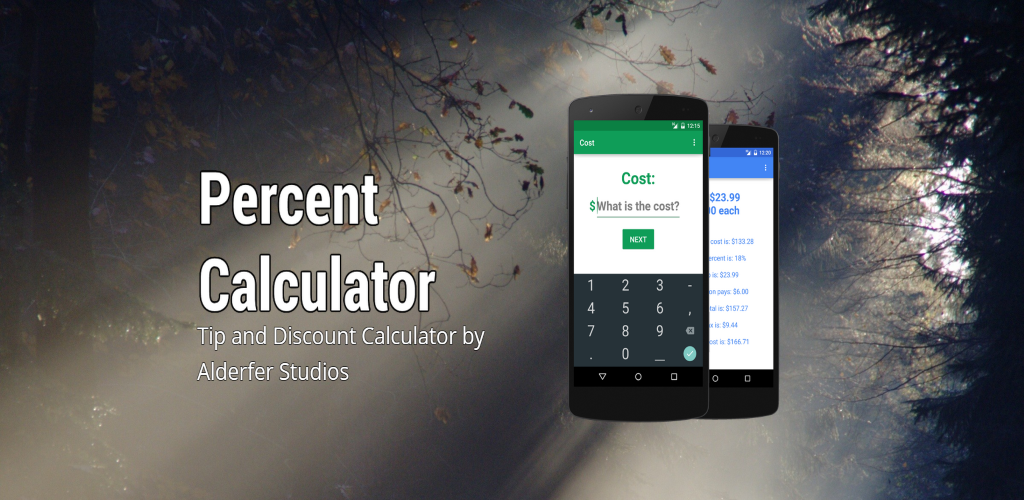 Percent
Calculator
Tip and Discount Calculator by
Alderfer Studios
12:15
Cost
Cost:
$What is the cost?
NEXT
1 2 3 -
4 5 6 ,
7 8 9
. 0 _
12:20
$23.99
0 each
cost is: $133.28
ercent is: 18%
is: $23.99
on pays: $6.00
tal is: $157.27
x is: $9.44
ost is: $166.71